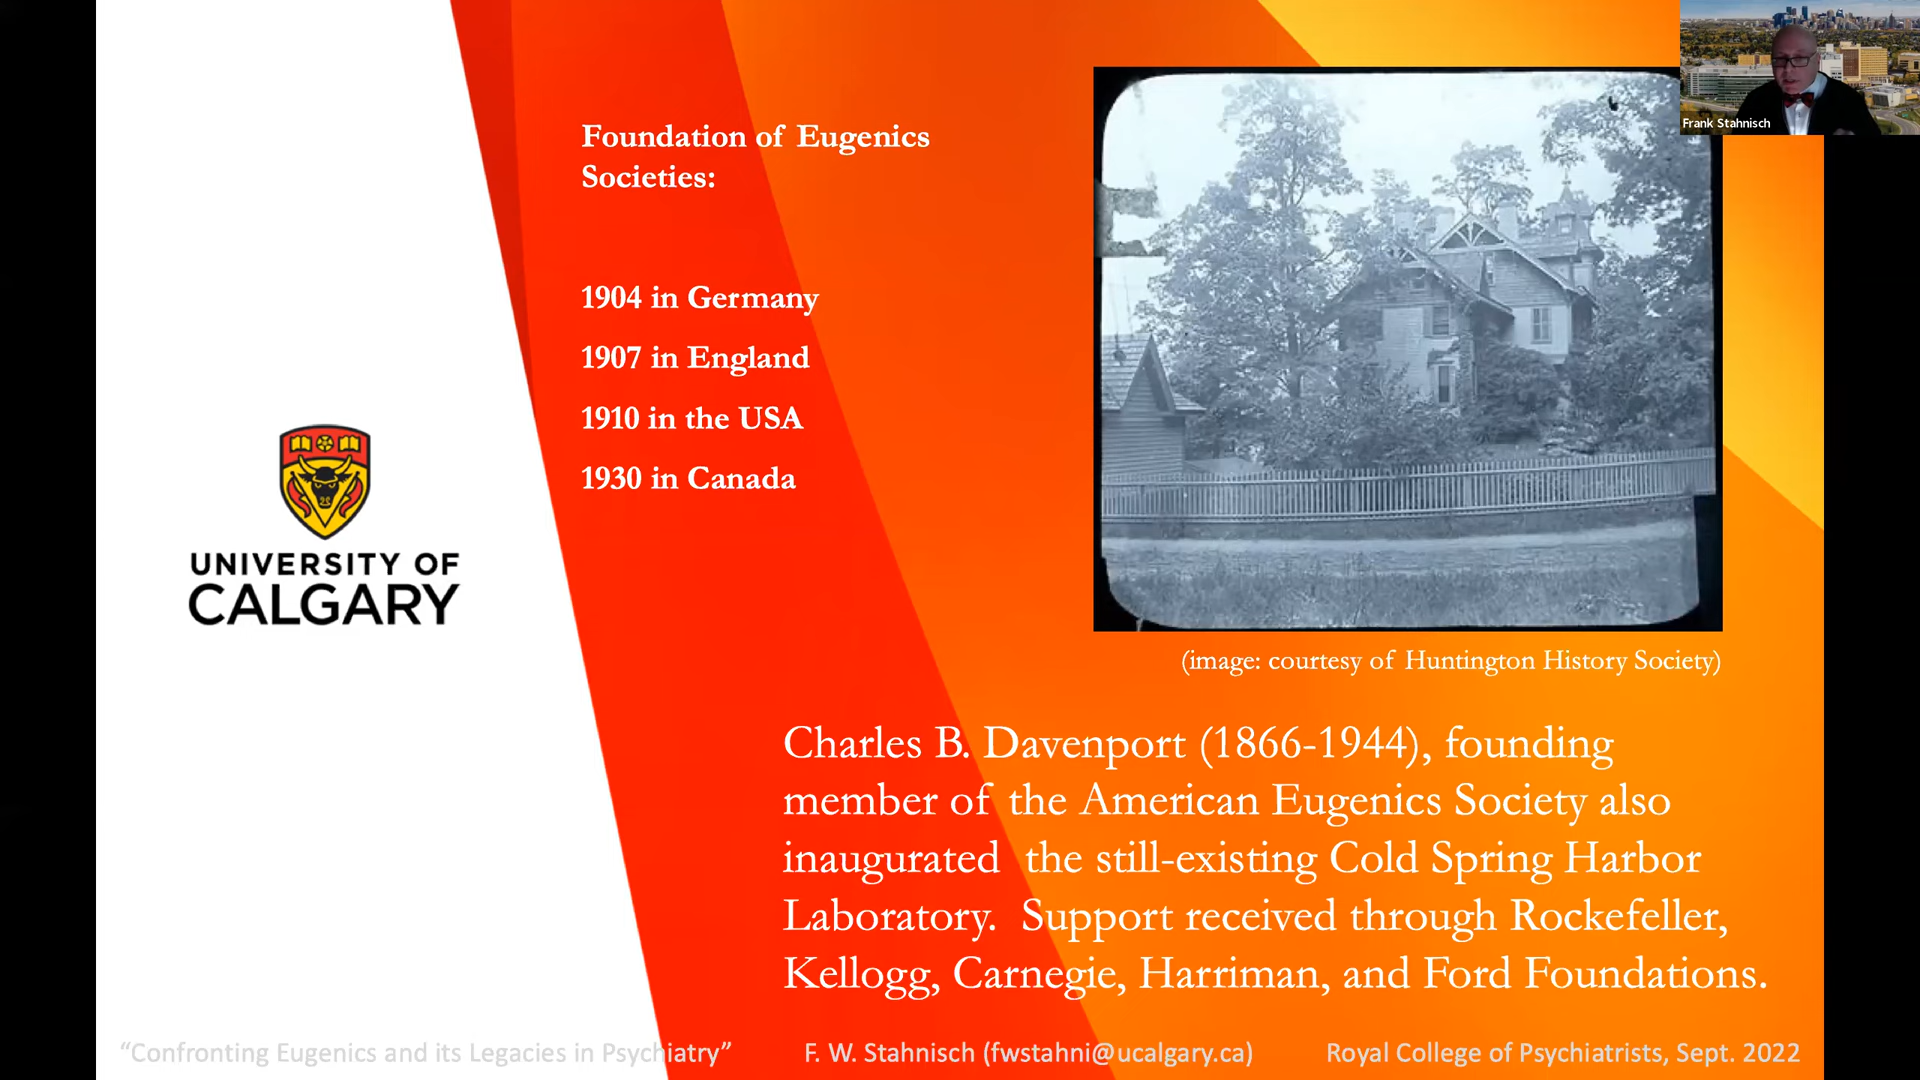 Frank Stahnisch
Foundation of Eugenics
Societies:
1904 in Germany
1907 in England
1910 in the USA
1930 in Canada
UNIVERSITY OF
CALGARY
(image: courtesy of Huntington History Society)
Charles B. Davenport (1866-1944), founding
member of the American Eugenics Society also
inaugurated the still-existing Cold Spring Harbor
Laboratory. Support received through Rockefeller,
Kellogg, Carnegie, Harriman, and Ford Foundations.
“Confronting Eugenics and its Legacies in Psychiatry” F. W. Stahnisch (fwstahni@ucalgary.ca) Royal College of Psychiatrists, Sept. 2022